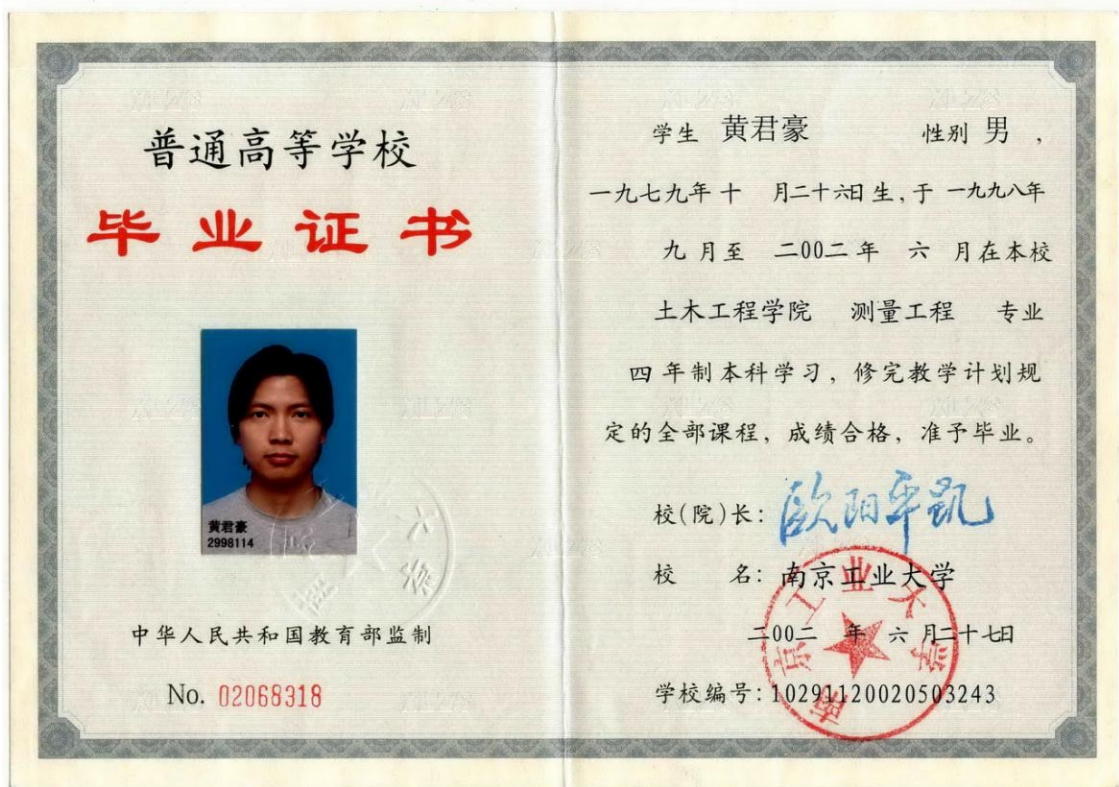 普通高等学校
毕业证书
黄君豪
2998114
中华人民共和国教育部监制
No. 02068318
学生 黄君豪 性别 男 ，
一九七九年 十 月二十六日 生，于 一九九八年
九 月至 二00二 年 六 月在本校
土木工程学院 测量工程 专业
四 年制本科学习，修完教学计划规
定的全部课程，成绩合格，准予毕业。
校(院)长：欧阳平凯
校 名：南京工业大学
二00二 年 六 月二十七日
学校编号：10291120020503243
南京工业大学